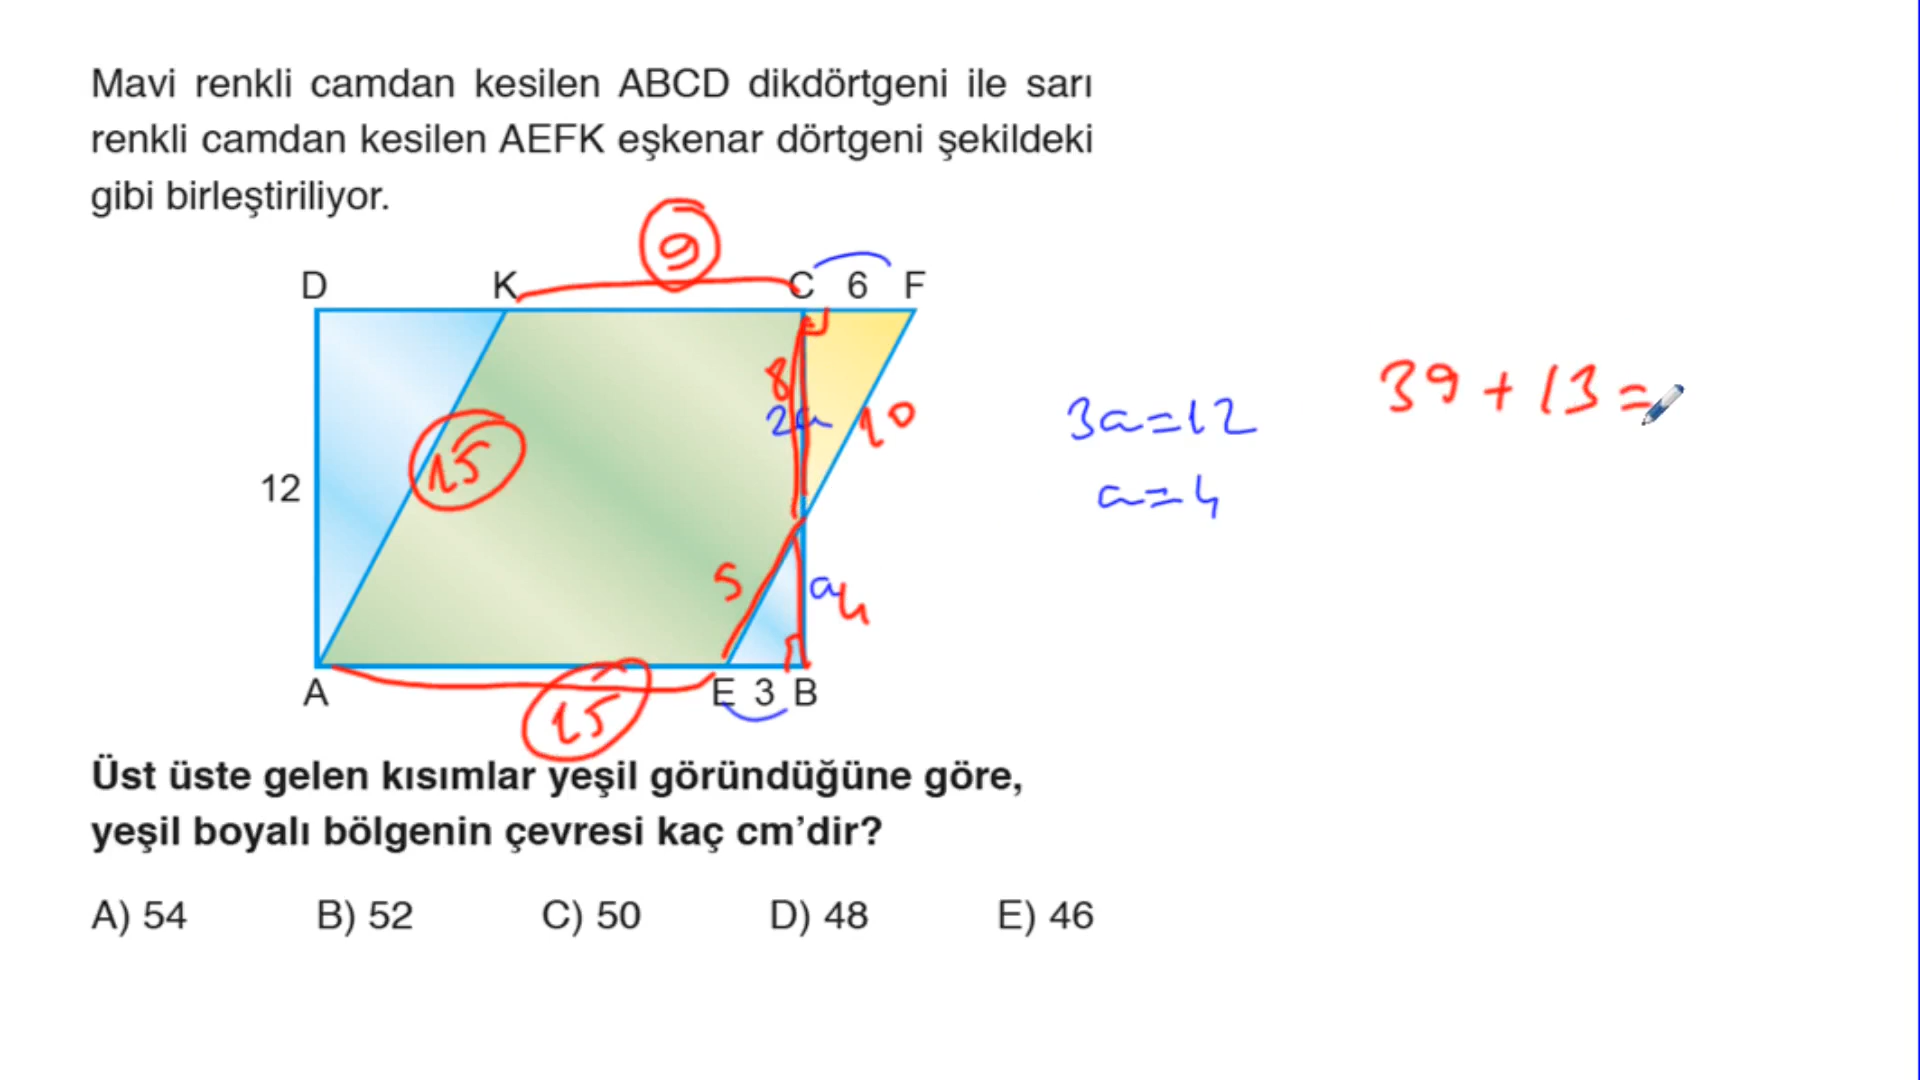 Mavi renkli camdan kesilen ABCD dikdörtgeni ile sarı
renkli camdan kesilen AEFK eşkenar dörtgeni şekildeki
gibi birleştiriliyor.
9
D K C 6 F
8
2a
10
15
12
3a=12
a=4
39+13=
5
a 4
A E 3 B
15
Üst üste gelen kısımlar yeşil göründüğüne göre,
yeşil boyalı bölgenin çevresi kaç cm’dir?
A) 54 B) 52 C) 50 D) 48 E) 46